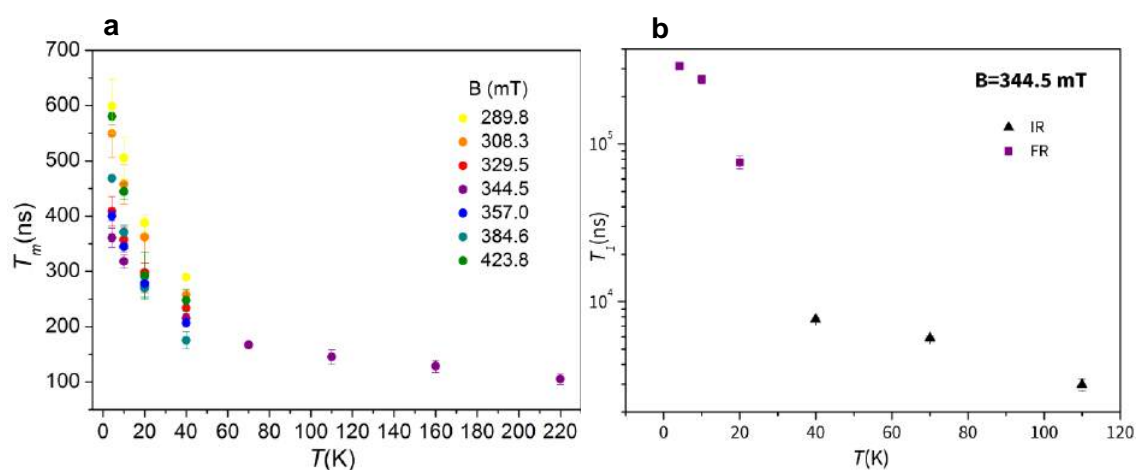 a
700
600
500
400
300
200
100
T_m(ns)
B (mT)
289.8
308.3
329.5
344.5
357.0
384.6
423.8
0 20 40 60 80 100 120 140 160 180 200 220
T(K)
b
B=344.5 mT
IR
FR
10^5
10^4
T_1(ns)
0 20 40 60 80 100 120
T(K)